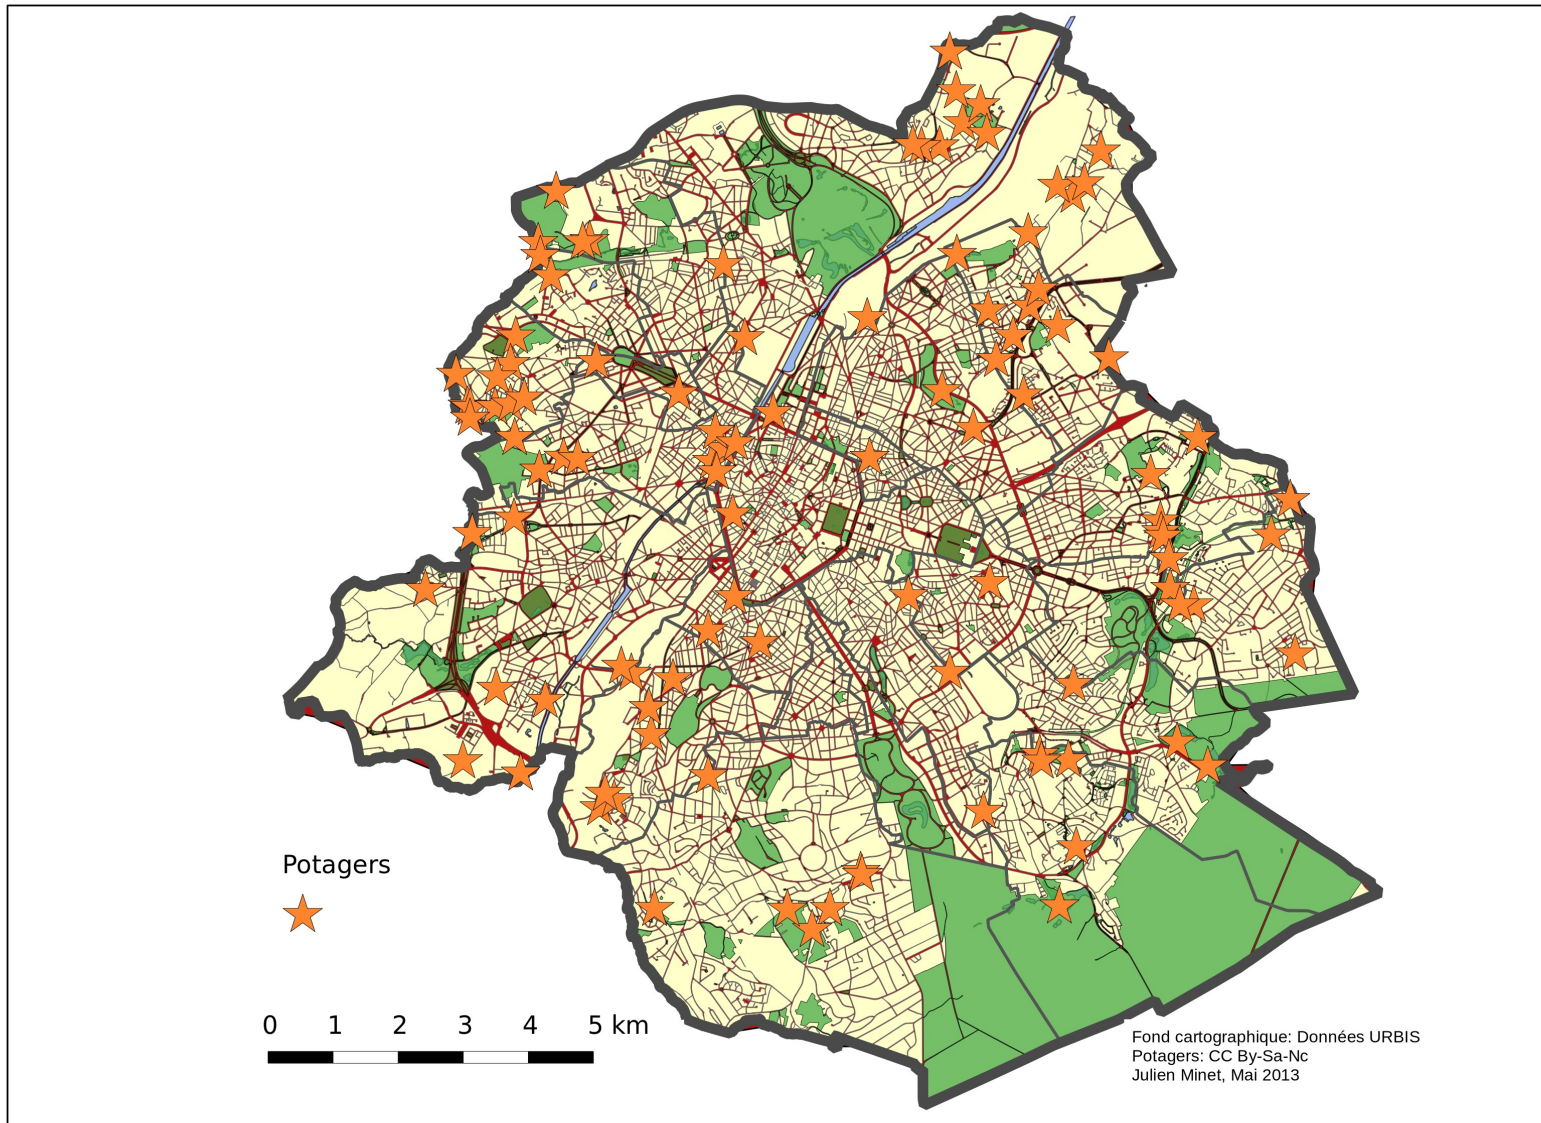 Potagers
0 1 2 3 4 5 km
Fond cartographique: Données URBIS
Potagers: CC By-Sa-Nc
Julien Minet, Mai 2013